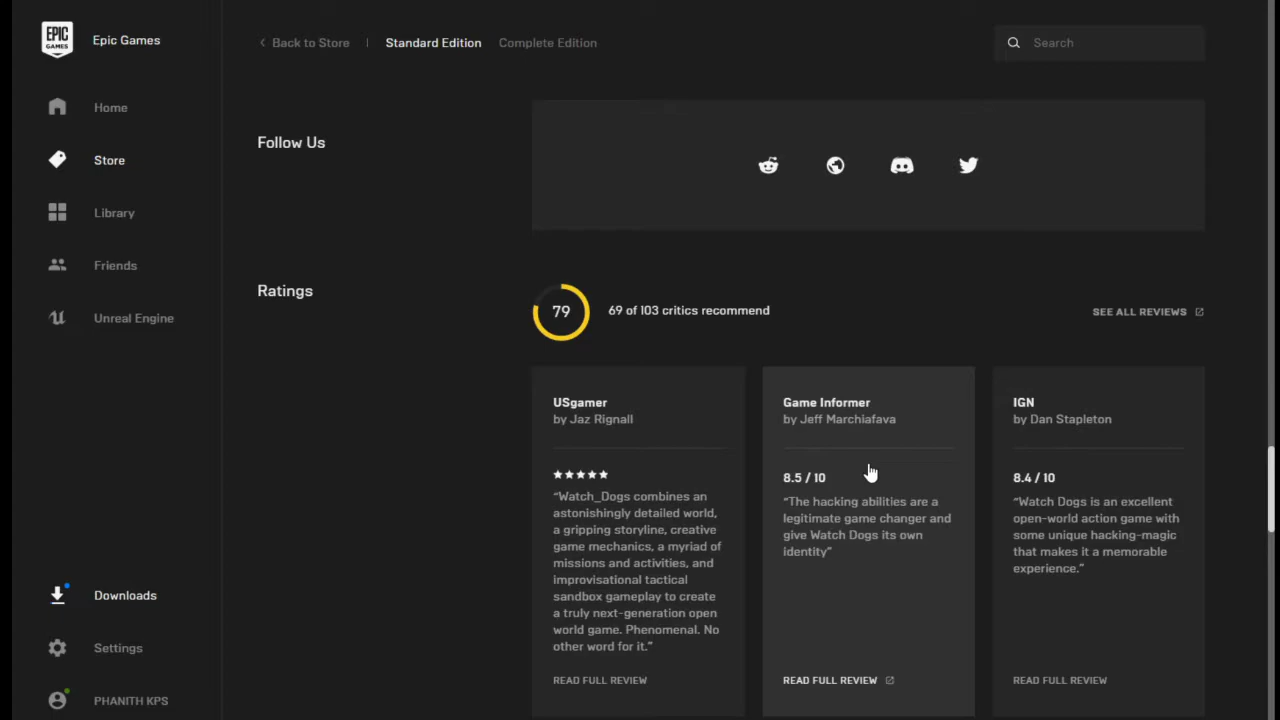 EPIC
GAMES
Epic Games
Home
Store
Library
Friends
Unreal Engine
Downloads
Settings
PHANITH KPS
Back to Store
Standard Edition
Complete Edition
Search
Follow Us
Ratings
79
69 of 103 critics recommend
SEE ALL REVIEWS
USgamer
by Jaz Rignall
“Watch_Dogs combines an
astonishingly detailed world,
a gripping storyline, creative
game mechanics, a myriad of
missions and activities, and
improvisational tactical
sandbox gameplay to create
a truly next-generation open
world game. Phenomenal. No
other word for it.”
READ FULL REVIEW
Game Informer
by Jeff Marchiafava
8.5 / 10
“The hacking abilities are a
legitimate game changer and
give Watch Dogs its own
identity”
READ FULL REVIEW
IGN
by Dan Stapleton
8.4 / 10
“Watch Dogs is an excellent
open-world action game with
some unique hacking-magic
that makes it a memorable
experience.”
READ FULL REVIEW